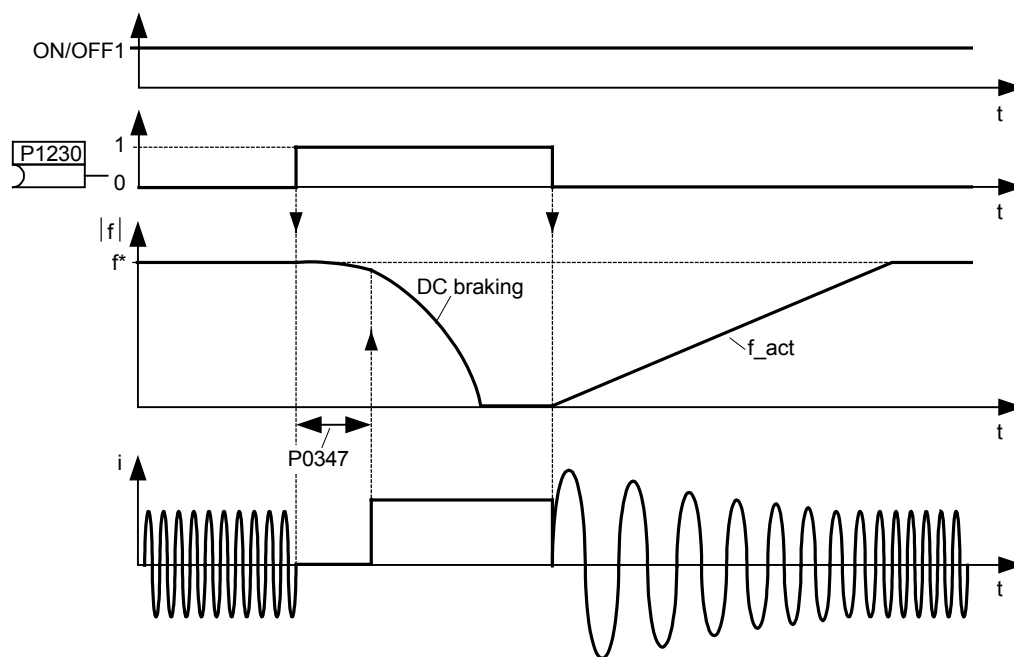 ON/OFF1
t
P1230
1
0
t
|f|
f*
DC braking
f_act
t
P0347
i
t